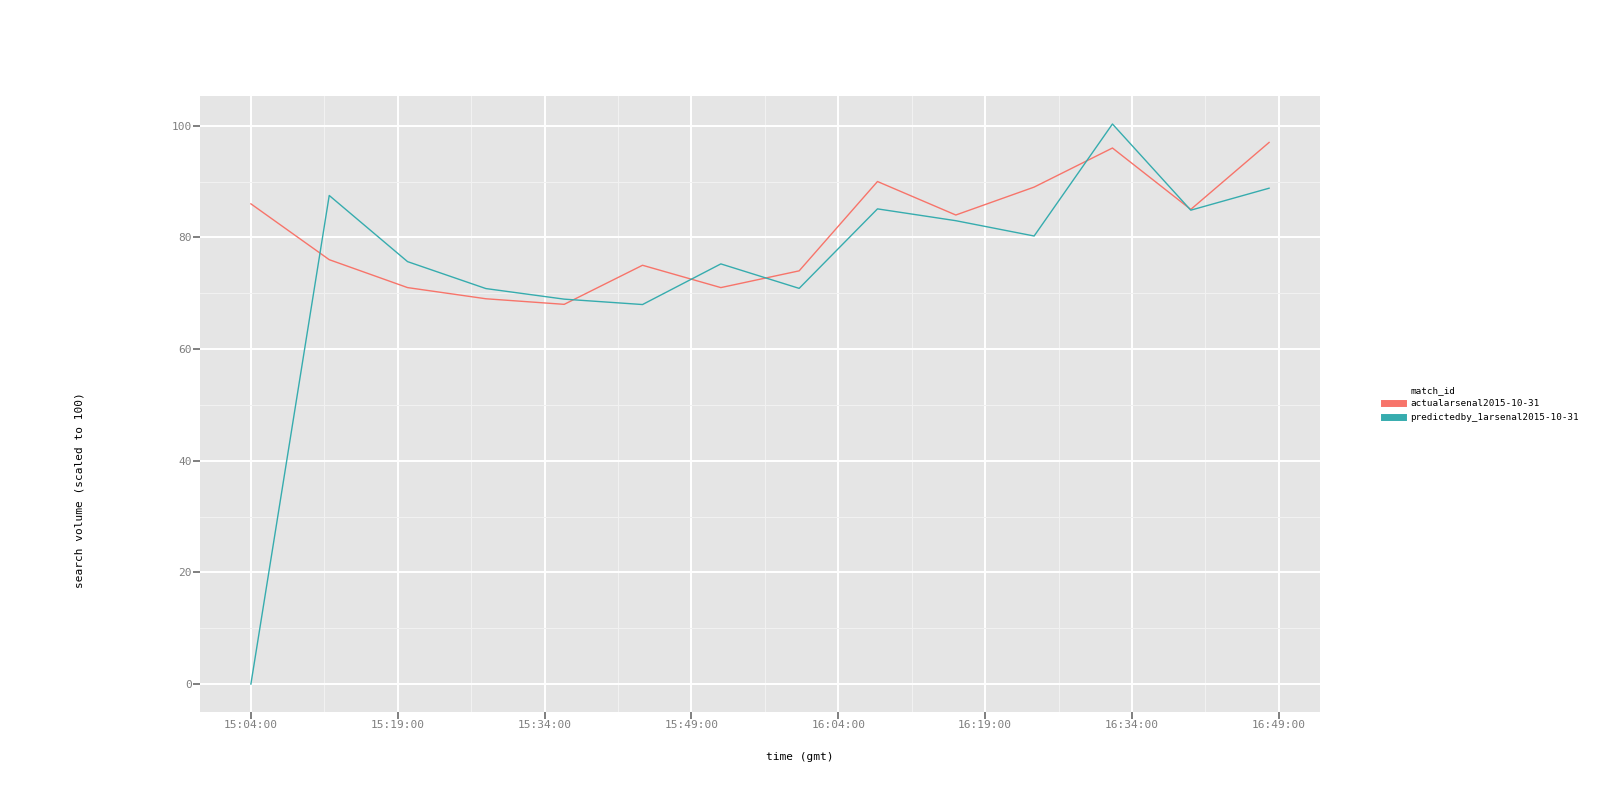 100
80
60
40
20
0
search volume (scaled to 100)
15:04:00 15:19:00 15:34:00 15:49:00 16:04:00 16:19:00 16:34:00 16:49:00
time (gmt)
match_id
actualarsenal2015-10-31
predictedby_1arsenal2015-10-31